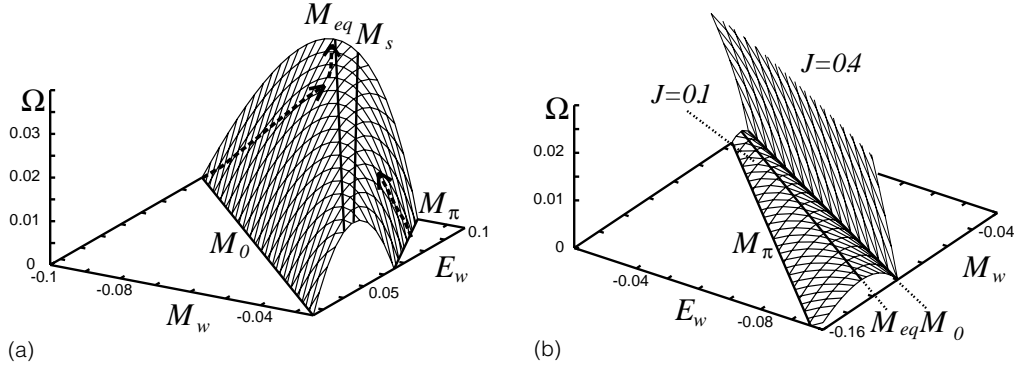 M_eq M_s
Ω
0.03
0.02
0.01
0
-0.1
-0.08
M_w
-0.04
M_0
M_π
0.1
E_w
0.05
(a)
J=0.4
J=0.1
Ω
0.02
0.01
0
-0.04
E_w
-0.08
M_π
-0.16
M_eq M_0
M_w
-0.04
(b)